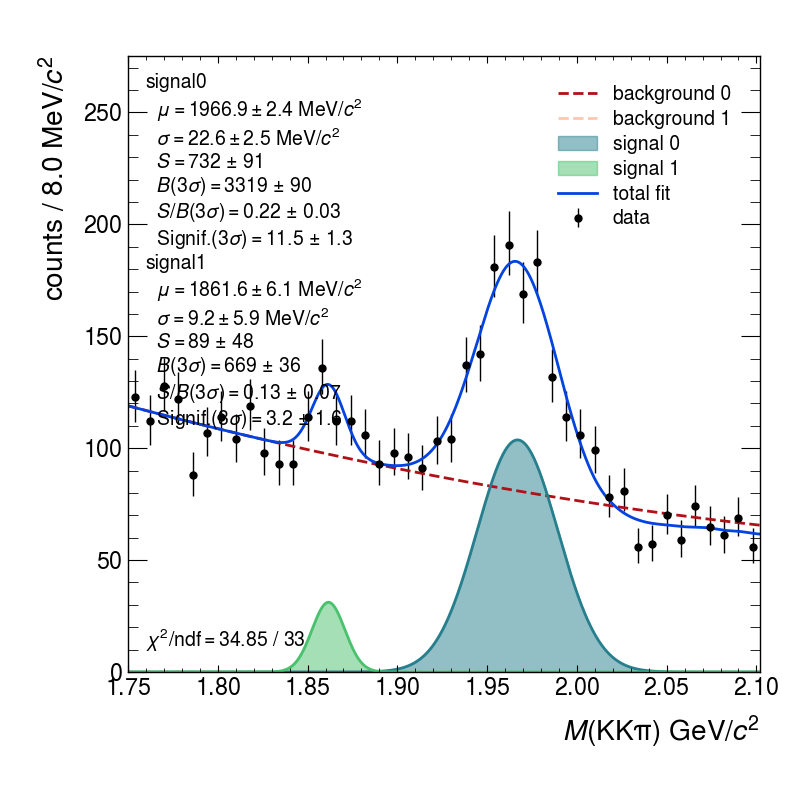 counts / 8.0 MeV/c²
250
200
150
100
50
0
signal0
μ = 1966.9 ± 2.4 MeV/c²
σ = 22.6 ± 2.5 MeV/c²
S = 732 ± 91
B(3σ) = 3319 ± 90
S/B(3σ) = 0.22 ± 0.03
Signif.(3σ) = 11.5 ± 1.3
signal1
μ = 1861.6 ± 6.1 MeV/c²
σ = 9.2 ± 5.9 MeV/c²
S = 89 ± 48
B(3σ) = 669 ± 36
S/B(3σ) = 0.13 ± 0.07
Signif.(3σ) = 3.2 ± 1.6
background 0
background 1
signal 0
signal 1
total fit
data
χ²/ndf = 34.85 / 33
1.75 1.80 1.85 1.90 1.95 2.00 2.05 2.10
M(KKπ) GeV/c²